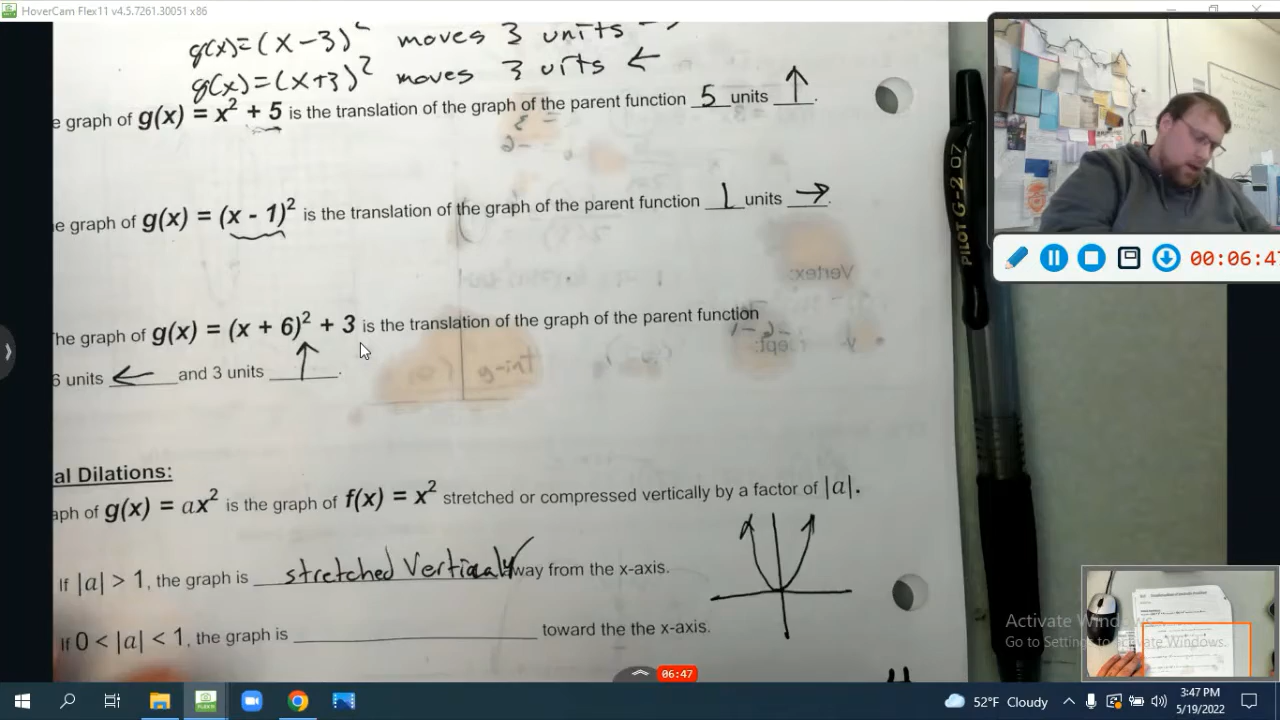 HoverCam Flex11 v4.5.7261.30051 x86
g(x)=(x-3)² moves 3 units →
g(x)=(x+3)² moves 3 uits ←
e graph of g(x) = x² + 5 is the translation of the graph of the parent function 5 units ↑.
e graph of g(x) = (x - 1)² is the translation of the graph of the parent function 1 units →.
The graph of g(x) = (x + 6)² + 3 is the translation of the graph of the parent function
6 units ← and 3 units ↑.
al Dilations:
aph of g(x) = ax² is the graph of f(x) = x² stretched or compressed vertically by a factor of |a|.
If |a| > 1, the graph is stretched Vertically away from the x-axis.
If 0 < |a| < 1, the graph is ____ toward the the x-axis.
Vertex:
y-int
PILOT G-2 07
00:06:47
Activate Windows
Go to Settings to activate Windows.
06:47
52°F Cloudy
3:47 PM
5/19/2022